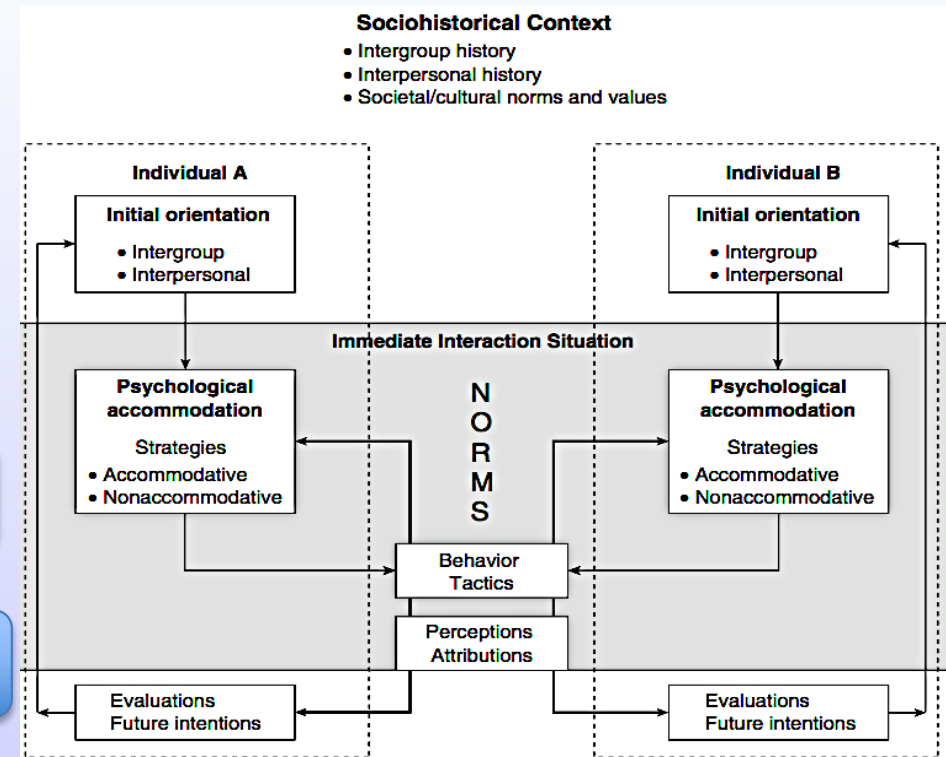 Sociohistorical Context
• Intergroup history
• Interpersonal history
• Societal/cultural norms and values
Individual A
Initial orientation
• Intergroup
• Interpersonal
Individual B
Initial orientation
• Intergroup
• Interpersonal
Immediate Interaction Situation
Psychological
accommodation
Strategies
• Accommodative
• Nonaccommodative
N
O
R
M
S
Psychological
accommodation
Strategies
• Accommodative
• Nonaccommodative
Behavior
Tactics
Perceptions
Attributions
Evaluations
Future intentions
Evaluations
Future intentions